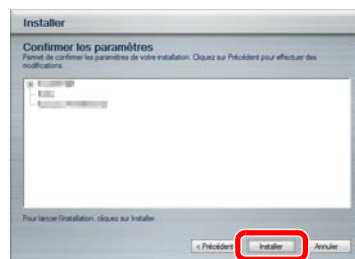 Installer
Confirmer les paramètres
Permet de confirmer les paramètres de votre installation. Cliquez sur Précédent pour effectuer des
modifications.
Pour lancer l'installation, cliquez sur Installer.
< Précédent
Installer
Annuler